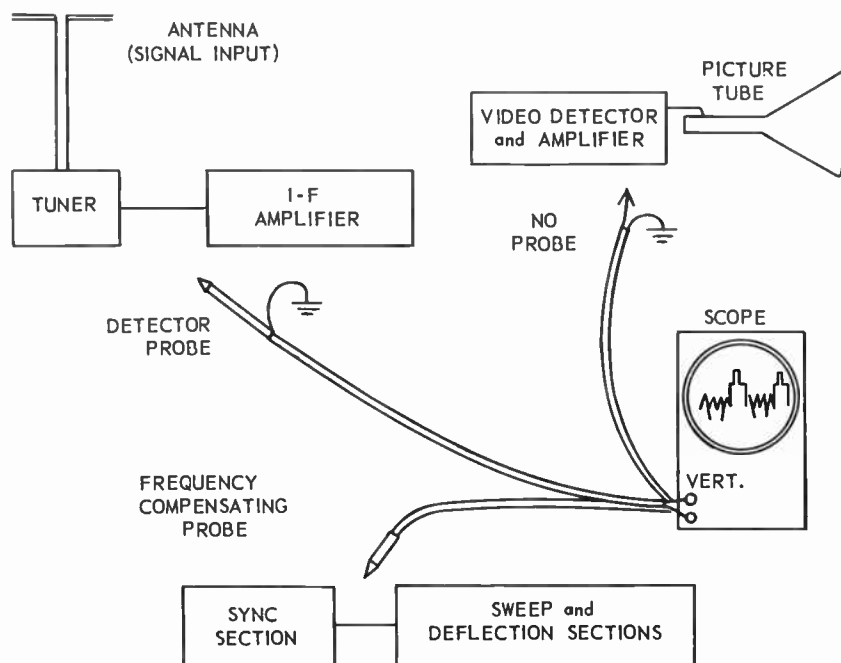 ANTENNA
(SIGNAL INPUT)
PICTURE
TUBE
VIDEO DETECTOR
and AMPLIFIER
TUNER
I-F
AMPLIFIER
NO
PROBE
DETECTOR
PROBE
SCOPE
VERT.
FREQUENCY
COMPENSATING
PROBE
SYNC
SECTION
SWEEP and
DEFLECTION SECTIONS